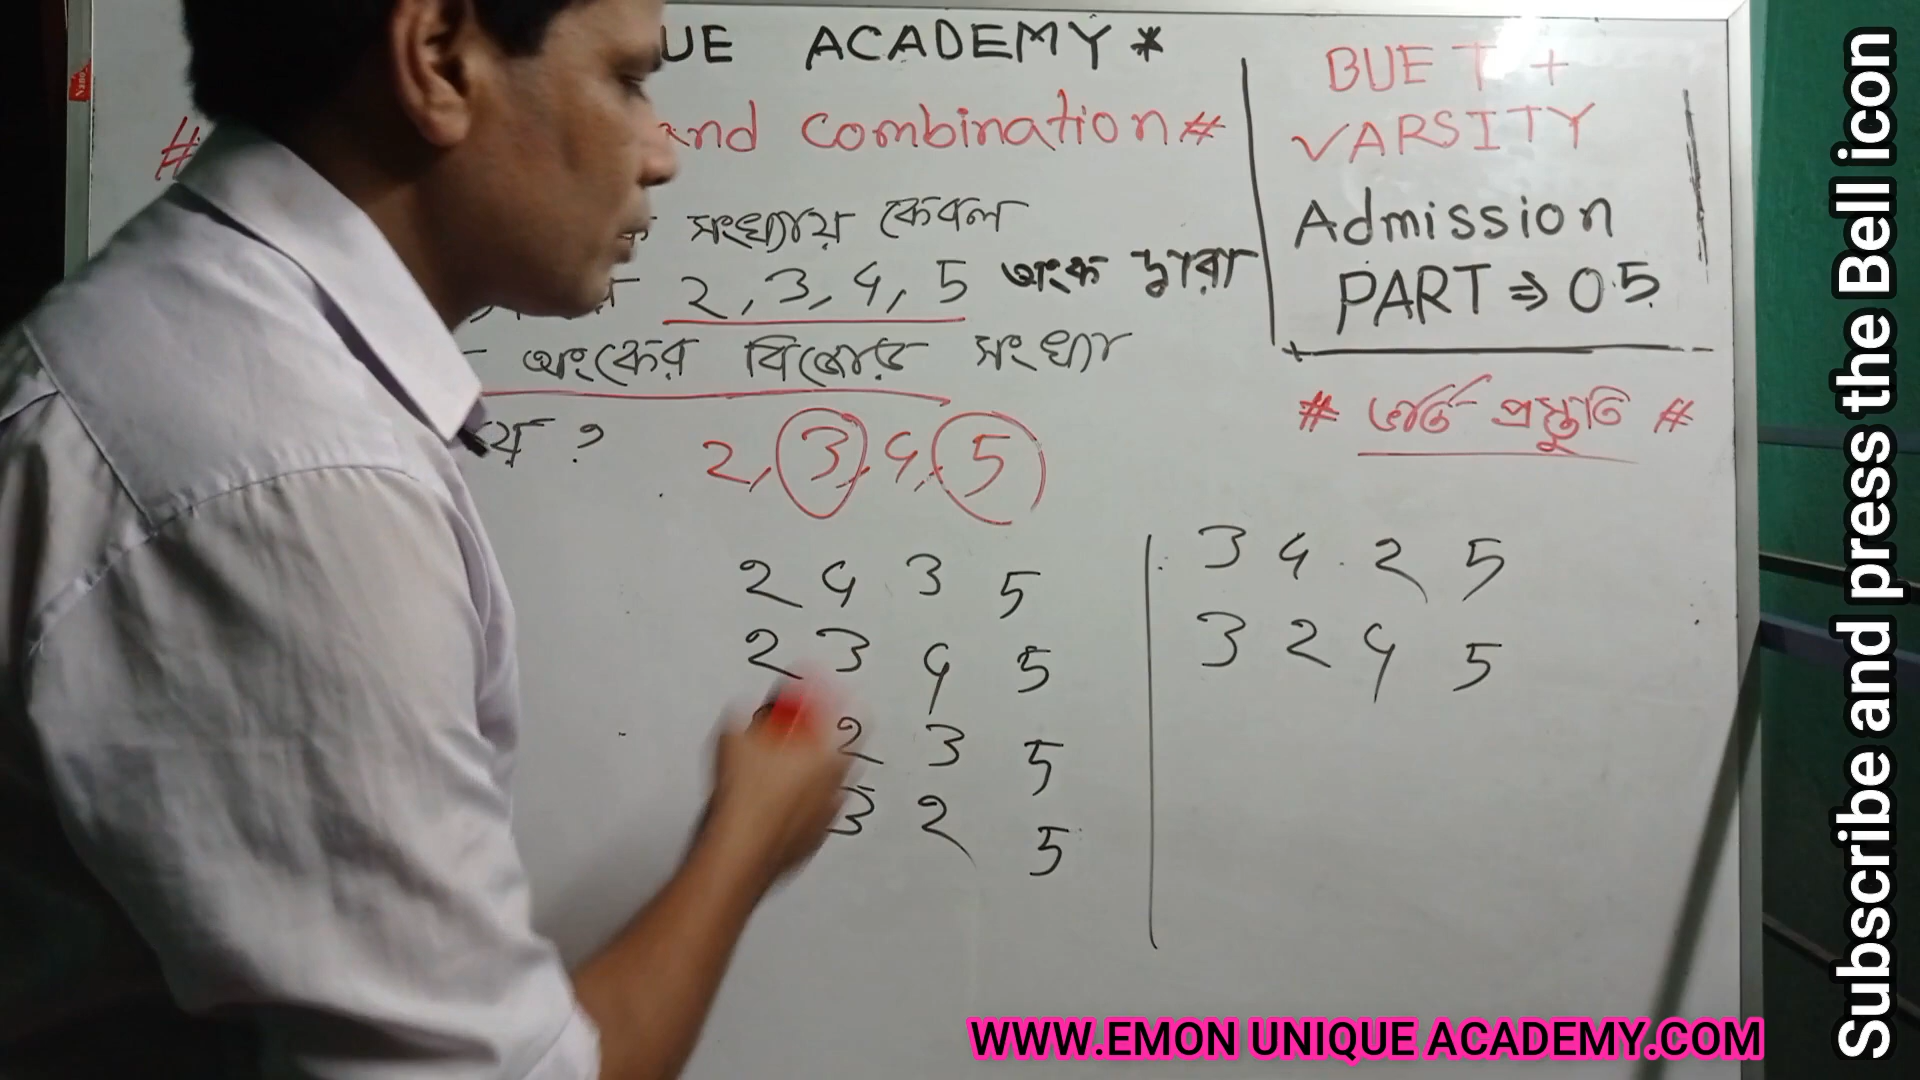 UE ACADEMY *
and combination #
#
সংখ্যায় কেবল
2, 3, 4, 5 অংক দ্বারা
অংকের বিজোড় সংখ্যা
?
2, 3, 4, 5
2 4 3 5
2 3 4 5
2 3 5
3 2 5
3 4 2 5
3 2 4 5
BUET +
VARSITY
Admission
PART ⇒ 05
# ভর্তি প্রস্তুতি #
Subscribe and press the Bell icon
WWW.EMON UNIQUE ACADEMY.COM